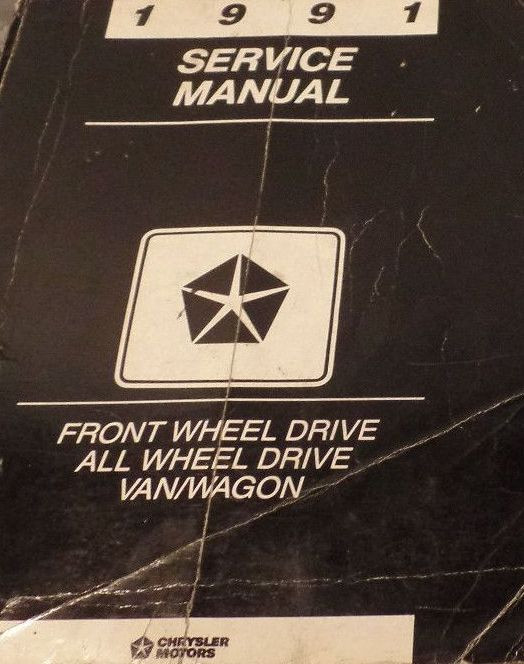 1 9 9 1
SERVICE
MANUAL
FRONT WHEEL DRIVE
ALL WHEEL DRIVE
VAN/WAGON
CHRYSLER
MOTORS